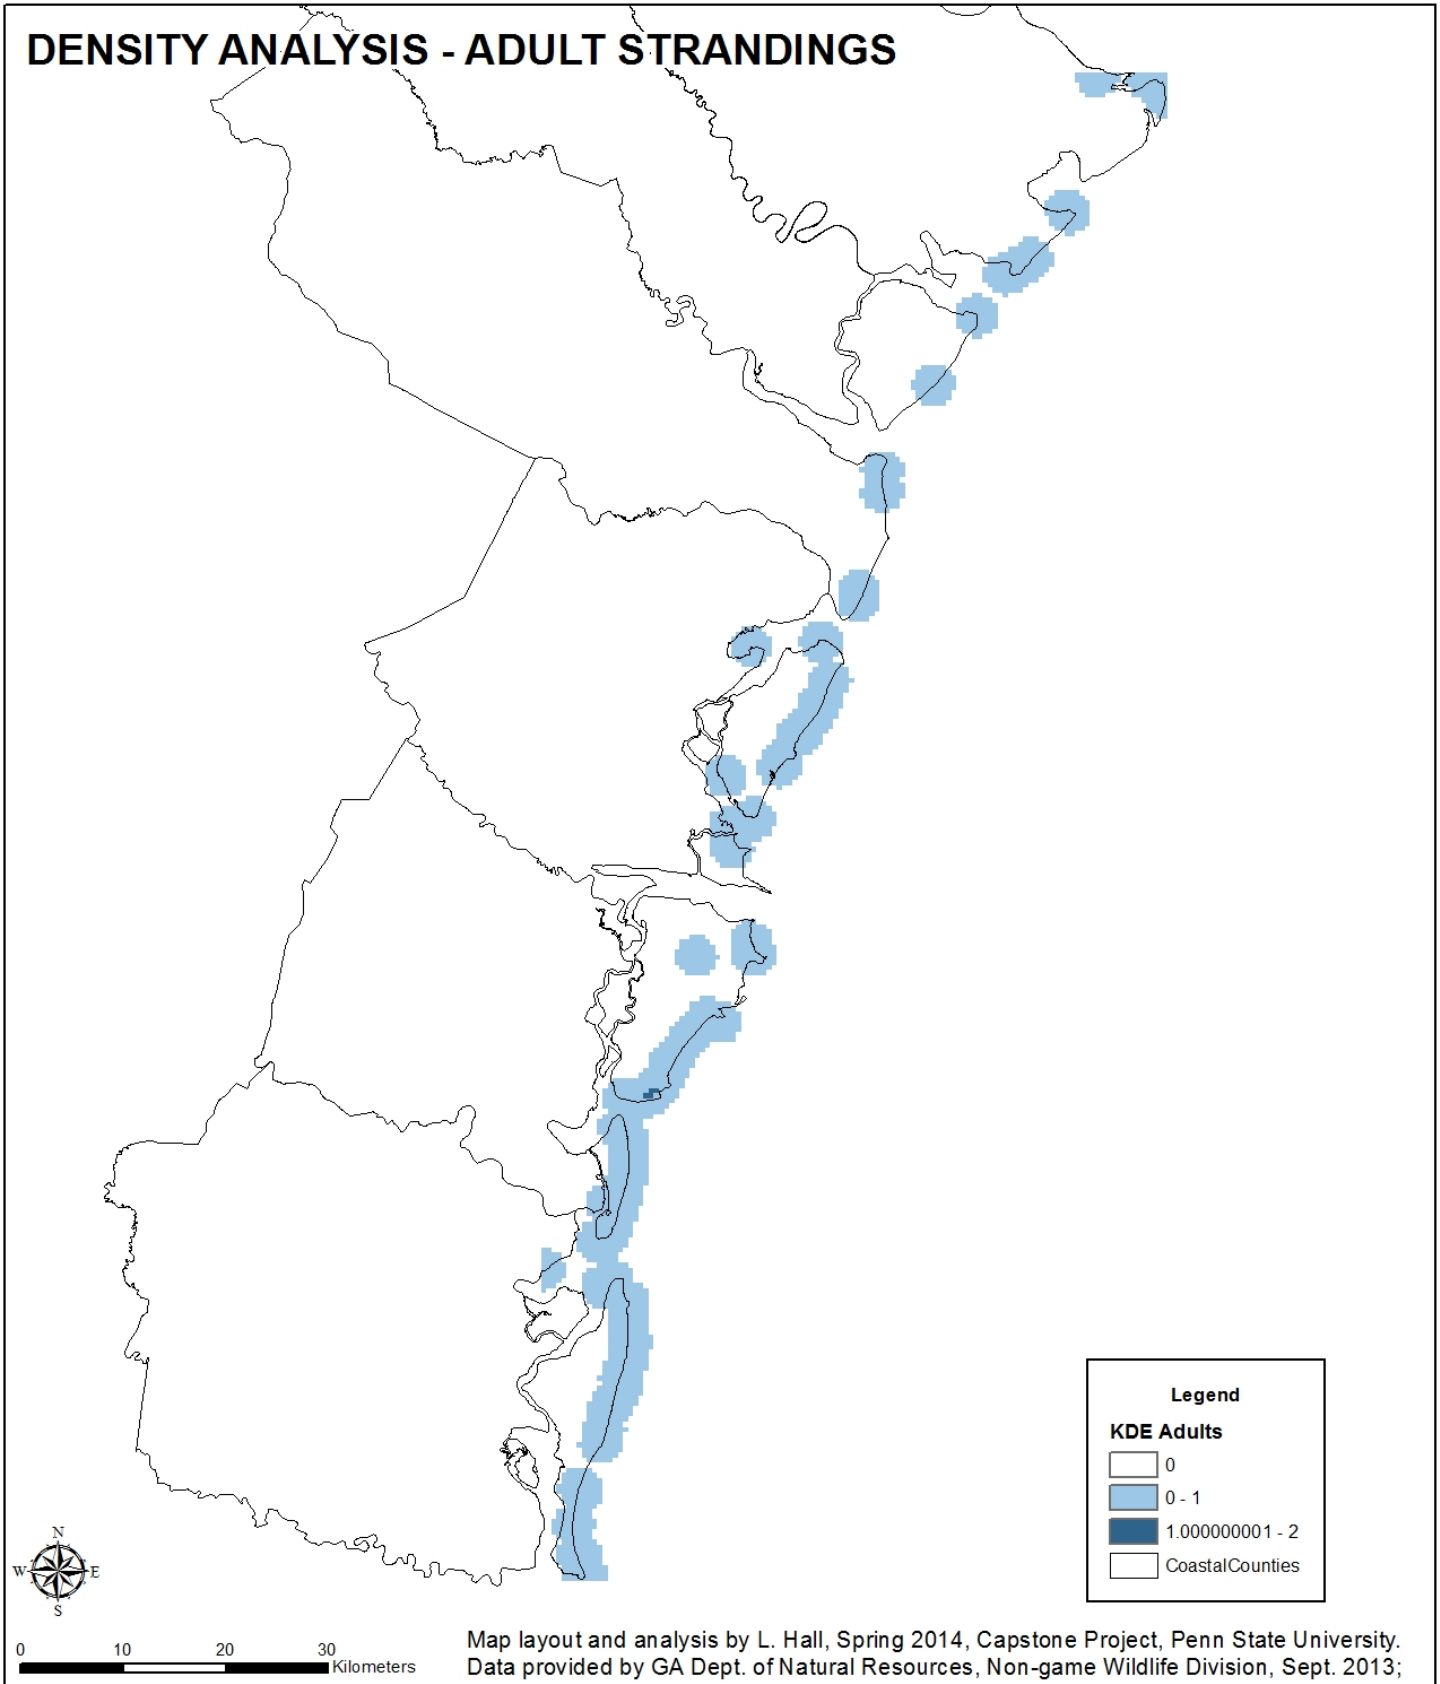 DENSITY ANALYSIS - ADULT STRANDINGS
Legend
KDE Adults
0
0 - 1
1.000000001 - 2
CoastalCounties
N
W E
S
0 10 20 30
Kilometers
Map layout and analysis by L. Hall, Spring 2014, Capstone Project, Penn State University.
Data provided by GA Dept. of Natural Resources, Non-game Wildlife Division, Sept. 2013;